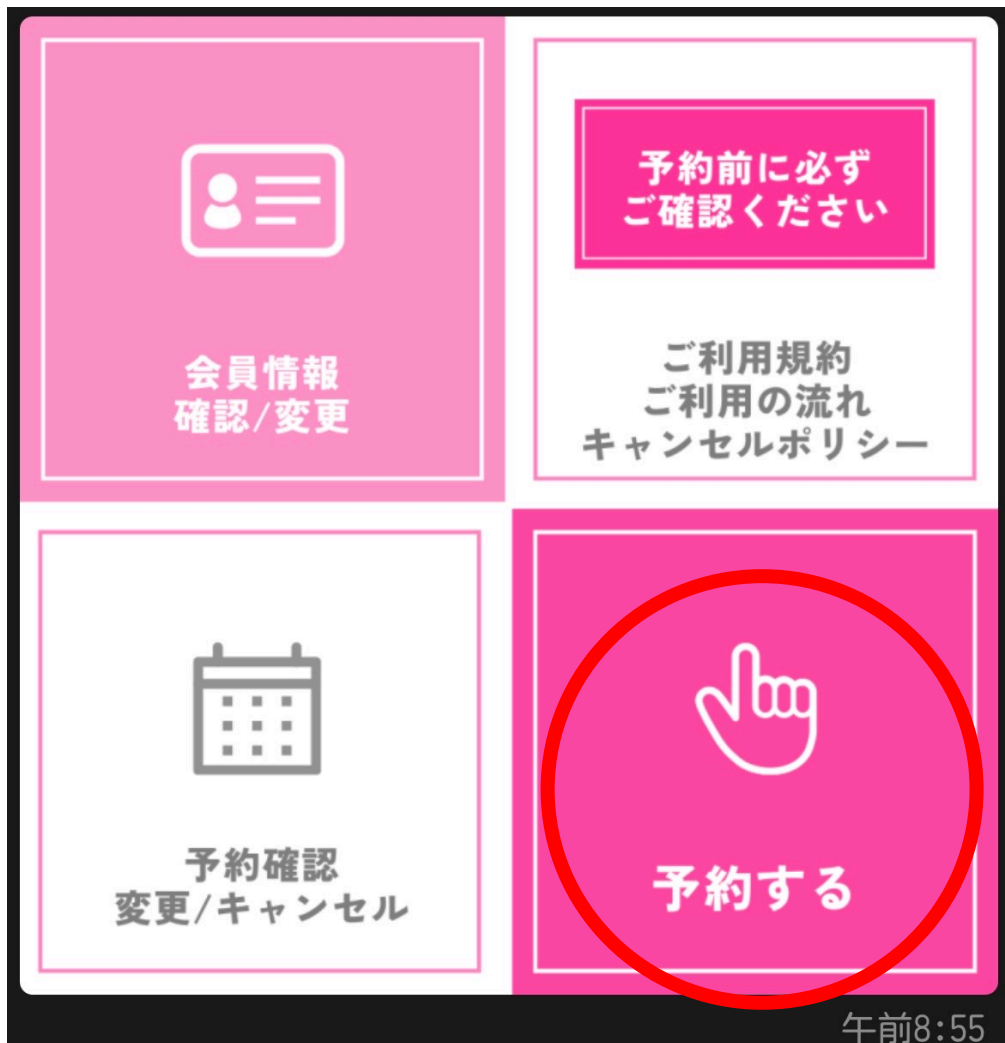 会員情報
確認/変更
予約前に必ず
ご確認ください
ご利用規約
ご利用の流れ
キャンセルポリシー
予約確認
変更/キャンセル
予約する
午前8:55